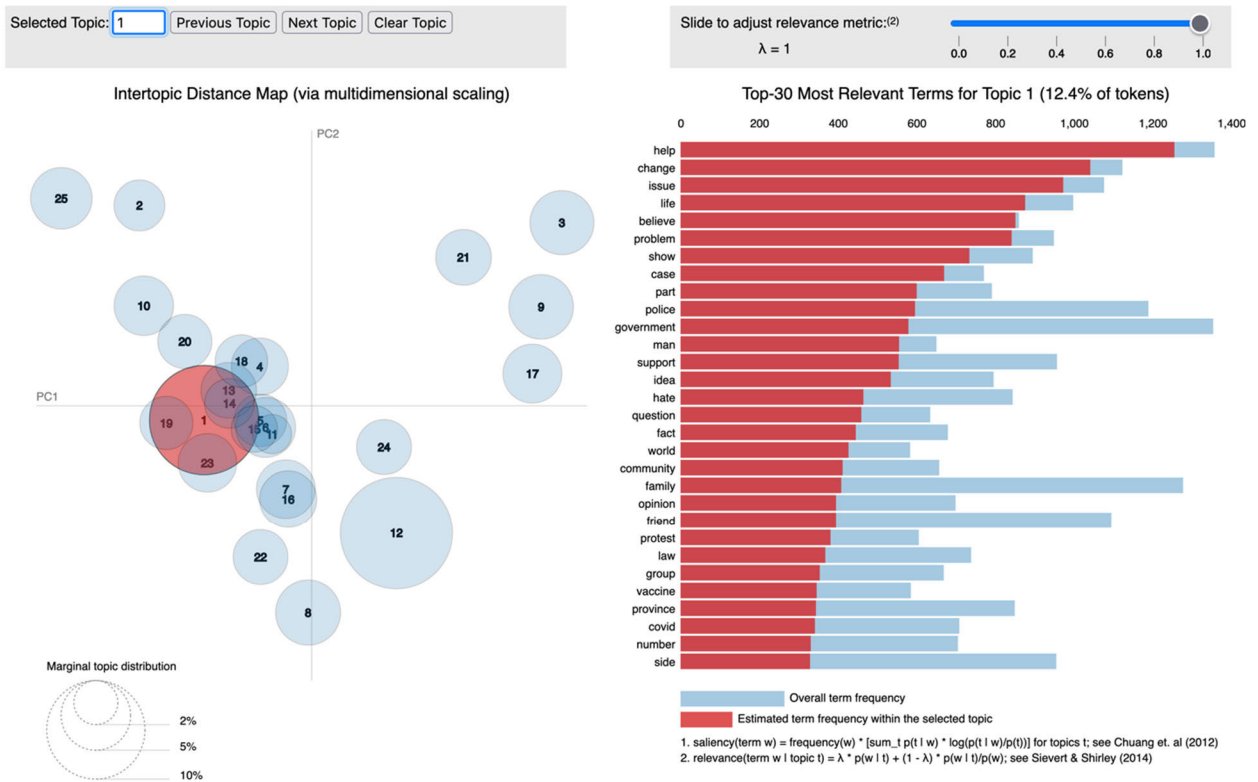 Selected Topic: 1 Previous Topic Next Topic Clear Topic
Slide to adjust relevance metric:(2)
λ = 1
0.0 0.2 0.4 0.6 0.8 1.0
Intertopic Distance Map (via multidimensional scaling)
PC2
PC1
25
2
3
21
9
10
20
17
18
4
13
14
19
1
5
15
6
11
23
24
7
16
12
22
8
Marginal topic distribution
2%
5%
10%
Top-30 Most Relevant Terms for Topic 1 (12.4% of tokens)
0 200 400 600 800 1,000 1,200 1,400
help
change
issue
life
believe
problem
show
case
part
police
government
man
support
idea
hate
question
fact
world
community
family
opinion
friend
protest
law
group
vaccine
province
covid
number
side
Overall term frequency
Estimated term frequency within the selected topic
1. saliency(term w) = frequency(w) * [sum_t p(t | w) * log(p(t | w)/p(t))] for topics t; see Chuang et. al (2012)
2. relevance(term w | topic t) = λ * p(w | t) + (1 - λ) * p(w | t)/p(w); see Sievert & Shirley (2014)